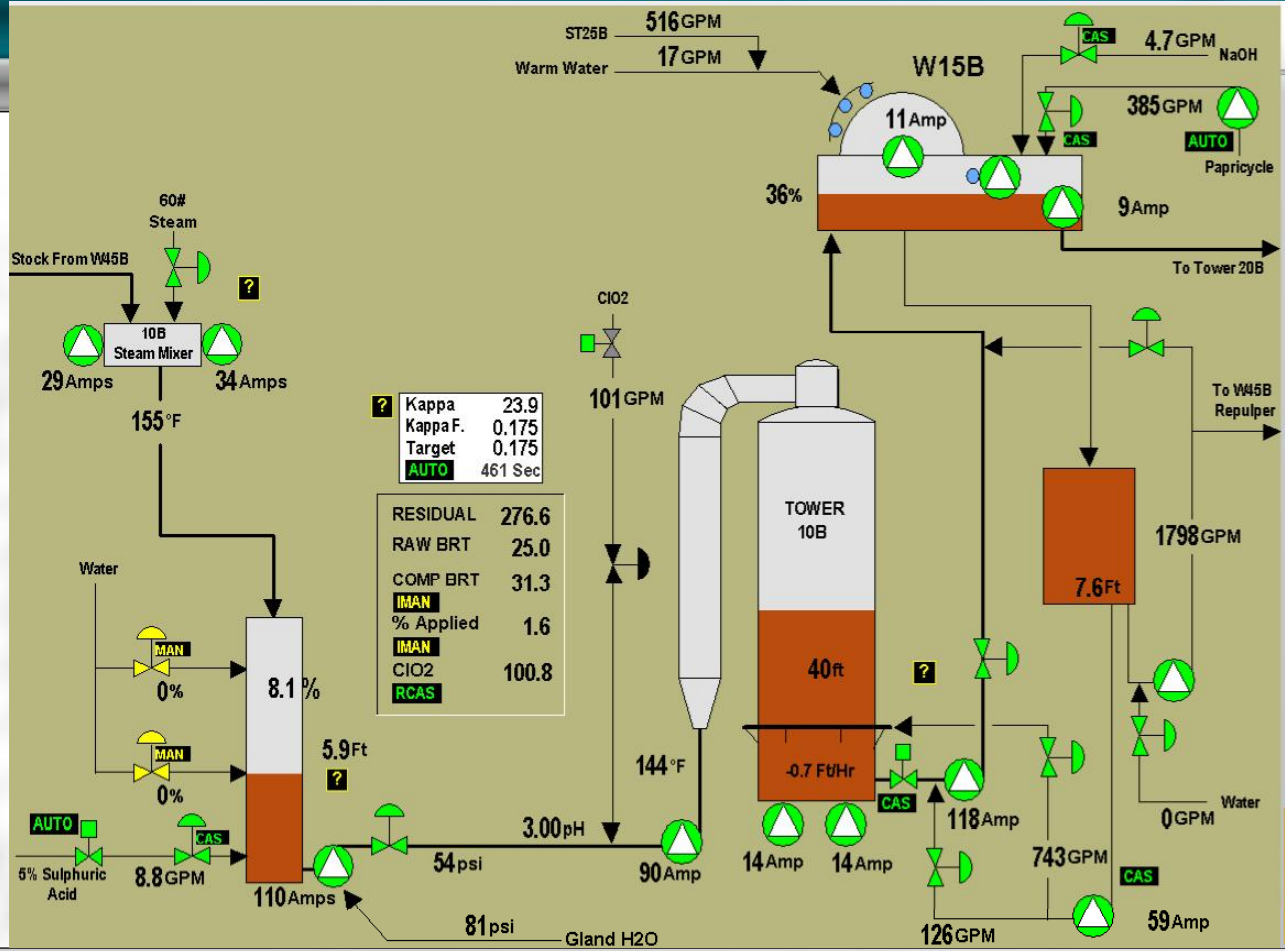 516 GPM
ST25B
17 GPM
Warm Water
W15B
CAS
4.7 GPM
NaOH
385 GPM
CAS
AUTO
Papricycle
11 Amp
36%
9 Amp
To Tower 20B
60#
Steam
Stock From W45B
?
10B
Steam Mixer
29 Amps
34 Amps
155 °F
ClO2
101 GPM
?
Kappa 23.9
Kappa F. 0.175
Target 0.175
AUTO 461 Sec
RESIDUAL 276.6
RAW BRT 25.0
COMP BRT 31.3
IMAN
% Applied 1.6
IMAN
ClO2 100.8
RCAS
TOWER
10B
40 ft
-0.7 Ft/Hr
?
To W45B
Repulper
1798 GPM
7.6 Ft
Water
MAN
0%
MAN
0%
8.1 %
5.9 Ft
?
AUTO
CAS
5% Sulphuric
Acid
8.8 GPM
110 Amps
54 psi
3.00 pH
81 psi
Gland H2O
144 °F
90 Amp
14 Amp
14 Amp
CAS
118 Amp
743 GPM
126 GPM
CAS
59 Amp
Water
0 GPM